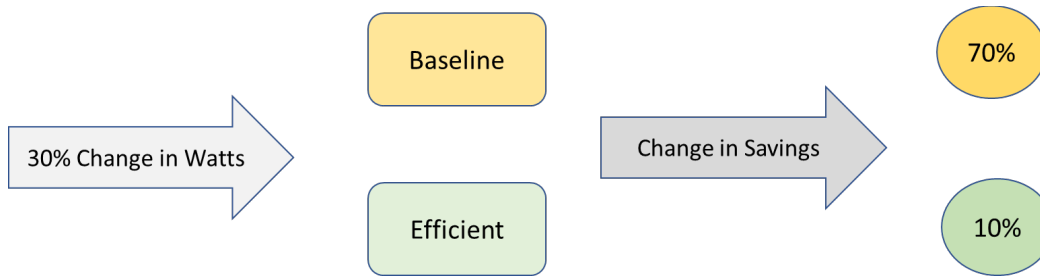 30% Change in Watts
Baseline
Efficient
Change in Savings
70%
10%